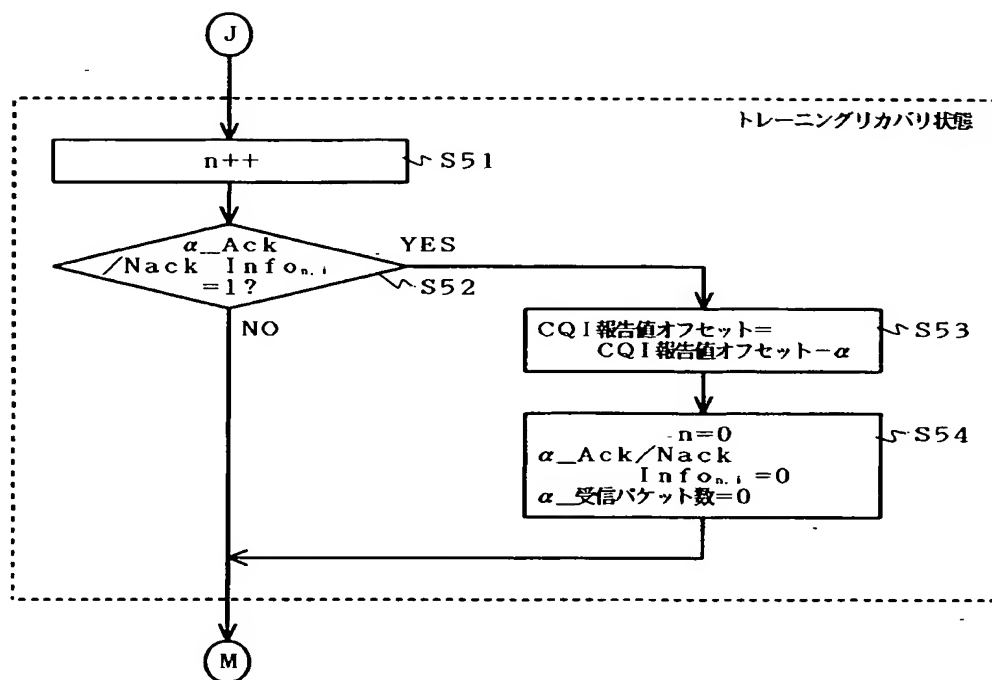 J
トレーニングリカバリ状態
n++
S51
α_Ack
/Nack Infoₙ,ᵢ
=1?
YES
S52
NO
CQI報告値オフセット=
CQI報告値オフセット-α
S53
n=0
α_Ack/Nack
Infoₙ,ᵢ=0
α_受信パケット数=0
S54
M